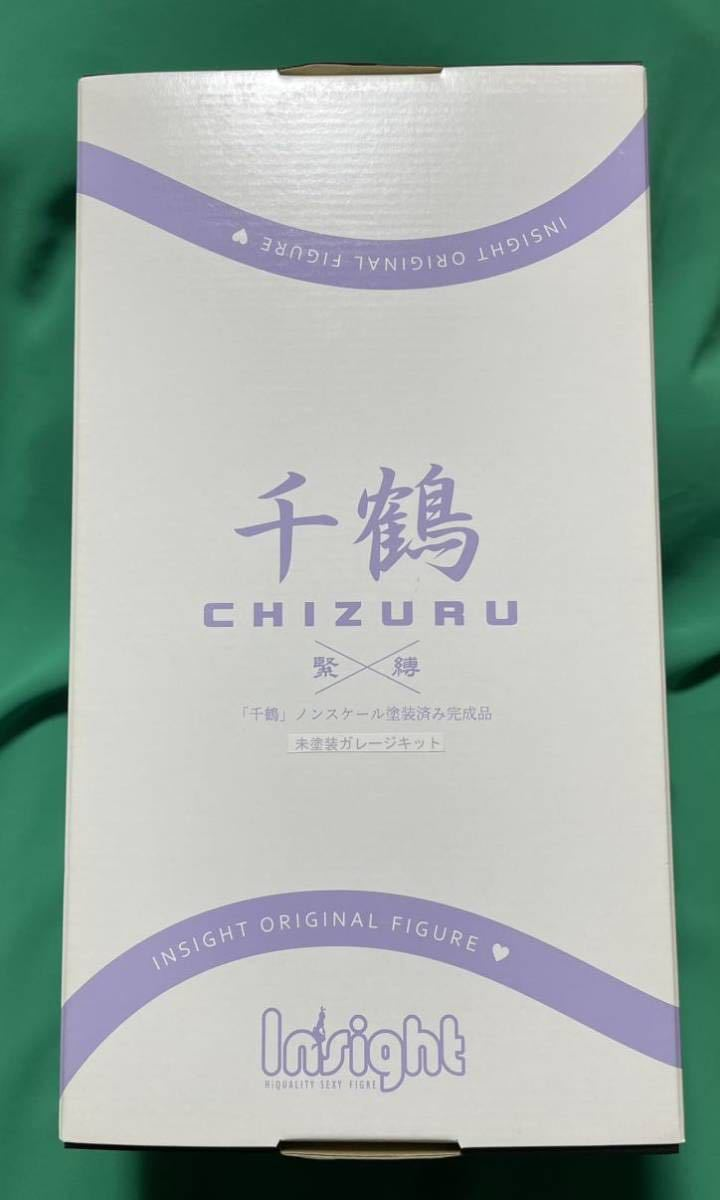 INSIGHT ORIGINAL FIGURE ♥
千鶴
CHIZURU
緊 縛
「千鶴」ノンスケール塗装済み完成品
未塗装ガレージキット
INSIGHT ORIGINAL FIGURE ♥
Insight
HiQUALITY SEXY FIGRE